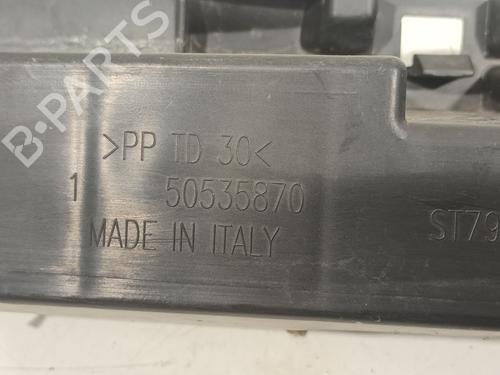 B-PARTS
>PP TD 30<
1 50535870
MADE IN ITALY
ST79